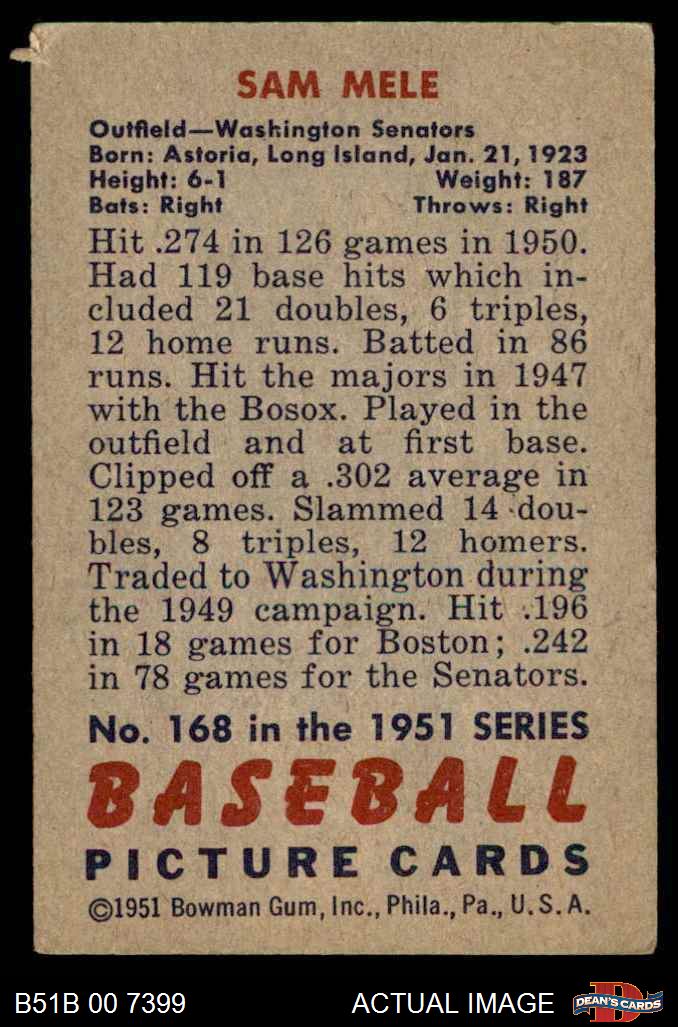 SAM MELE
Outfield—Washington Senators
Born: Astoria, Long Island, Jan. 21, 1923
Height: 6-1 Weight: 187
Bats: Right Throws: Right
Hit .274 in 126 games in 1950.
Had 119 base hits which in-
cluded 21 doubles, 6 triples,
12 home runs. Batted in 86
runs. Hit the majors in 1947
with the Bosox. Played in the
outfield and at first base.
Clipped off a .302 average in
123 games. Slammed 14 dou-
bles, 8 triples, 12 homers.
Traded to Washington during
the 1949 campaign. Hit .196
in 18 games for Boston; .242
in 78 games for the Senators.
No. 168 in the 1951 SERIES
BASEBALL
PICTURE CARDS
©1951 Bowman Gum, Inc., Phila., Pa., U.S.A.
B51B 00 7399 ACTUAL IMAGE DEAN'S CARDS